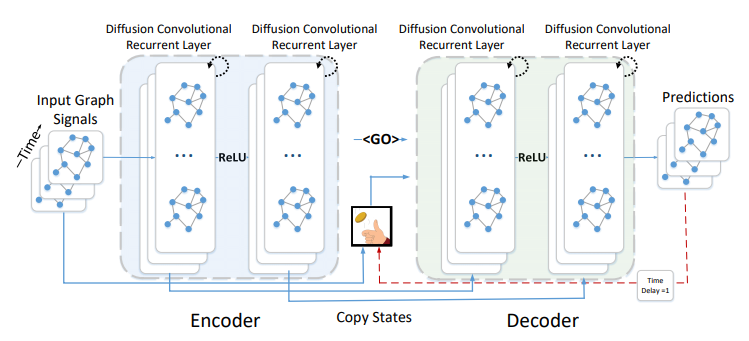 Diffusion Convolutional
Recurrent Layer
Diffusion Convolutional
Recurrent Layer
Diffusion Convolutional
Recurrent Layer
Diffusion Convolutional
Recurrent Layer
Input Graph
Signals
Time
Predictions
<GO>
ReLU
ReLU
Time
Delay =1
Encoder
Copy States
Decoder